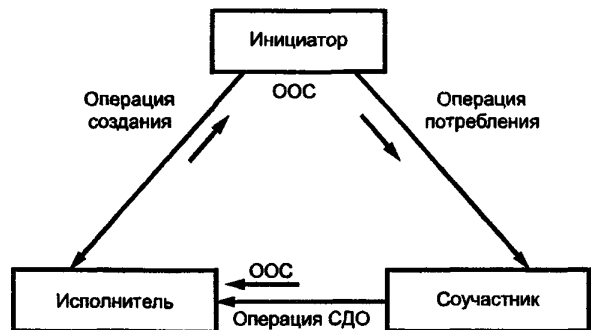 Инициатор
ООС
Операция
создания
Операция
потребления
ООС
Исполнитель
Операция СДО
Соучастник